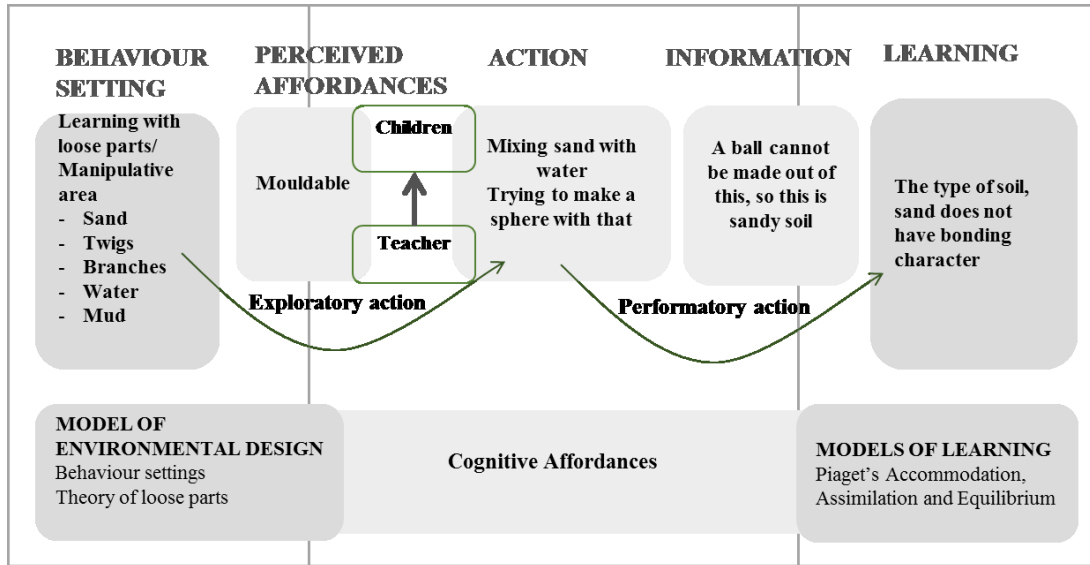 BEHAVIOUR
SETTING
PERCEIVED
AFFORDANCES
ACTION
INFORMATION
LEARNING
Learning with
loose parts/
Manipulative
area
- Sand
- Twigs
- Branches
- Water
- Mud
Mouldable
Children
Teacher
Mixing sand with
water
Trying to make a
sphere with that
A ball cannot
be made out of
this, so this is
sandy soil
The type of soil,
sand does not
have bonding
character
Exploratory action
Performatory action
MODEL OF
ENVIRONMENTAL DESIGN
Behaviour settings
Theory of loose parts
Cognitive Affordances
MODELS OF LEARNING
Piaget's Accommodation,
Assimilation and Equilibrium